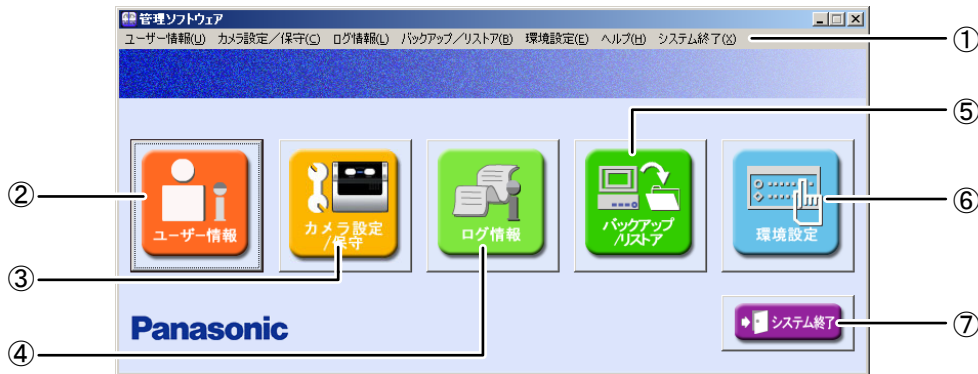 管理ソフトウェア
ユーザー情報(U) カメラ設定/保守(C) ログ情報(L) バックアップ/リストア(B) 環境設定(E) ヘルプ(H) システム終了(X)
①
⑤
②
ユーザー情報
カメラ設定
/保守
ログ情報
バックアップ
/リストア
環境設定
⑥
③
Panasonic
システム終了
⑦
④